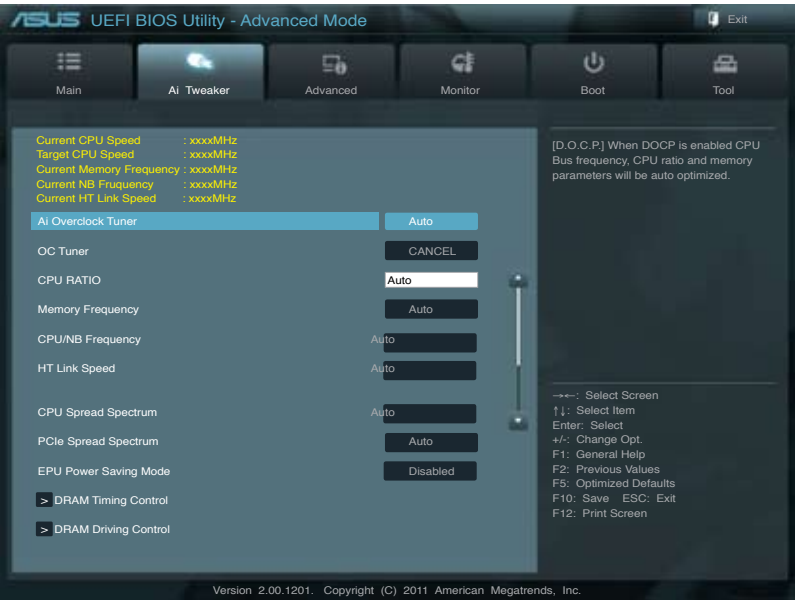 ASUS UEFI BIOS Utility - Advanced Mode
Exit
Main
Ai Tweaker
Advanced
Monitor
Boot
Tool
Current CPU Speed : xxxxMHz
Target CPU Speed : xxxxMHz
Current Memory Frequency : xxxxMHz
Current NB Fruquency : xxxxMHz
Current HT Link Speed : xxxxMHz
Ai Overclock Tuner Auto
OC Tuner CANCEL
CPU RATIO Auto
Memory Frequency Auto
CPU/NB Frequency Auto
HT Link Speed Auto
CPU Spread Spectrum Auto
PCIe Spread Spectrum Auto
EPU Power Saving Mode Disabled
> DRAM Timing Control
> DRAM Driving Control
[D.O.C.P.] When DOCP is enabled CPU
Bus frequency, CPU ratio and memory
parameters will be auto optimized.
→←: Select Screen
↑↓: Select Item
Enter: Select
+/-: Change Opt.
F1: General Help
F2: Previous Values
F5: Optimized Defaults
F10: Save ESC: Exit
F12: Print Screen
Version 2.00.1201. Copyright (C) 2011 American Megatrends, Inc.